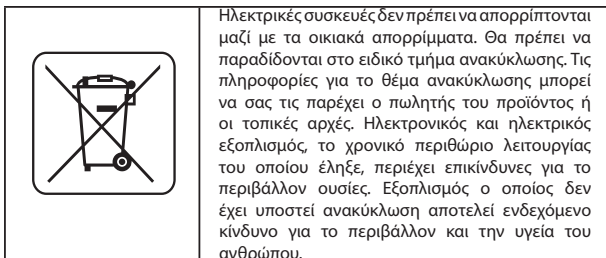 Ηλεκτρικές συσκευές δεν πρέπει να απορρίπτονται
μαζί με τα οικιακά απορρίμματα. Θα πρέπει να
παραδίδονται στο ειδικό τμήμα ανακύκλωσης. Τις
πληροφορίες για το θέμα ανακύκλωσης μπορεί
να σας τις παρέχει ο πωλητής του προϊόντος ή
οι τοπικές αρχές. Ηλεκτρονικός και ηλεκτρικός
εξοπλισμός, το χρονικό περιθώριο λειτουργίας
του οποίου έληξε, περιέχει επικίνδυνες για το
περιβάλλον ουσίες. Εξοπλισμός ο οποίος δεν
έχει υποστεί ανακύκλωση αποτελεί ενδεχόμενο
κίνδυνο για το περιβάλλον και την υγεία του
ανθρώπου.